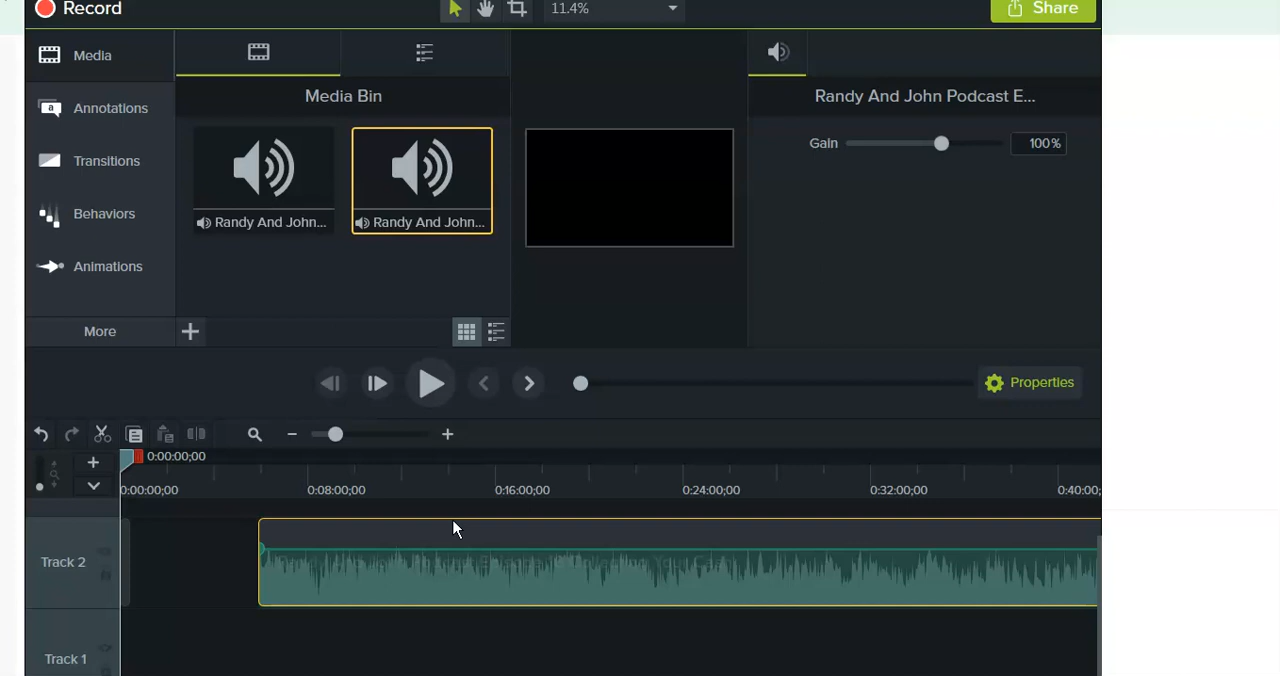 Record
11.4%
Share
Media
Annotations
Transitions
Behaviors
Animations
More
Media Bin
Randy And John...
Randy And John...
Randy And John Podcast E...
Gain
100%
Properties
0:00:00;00
0:00:00;00
0:08:00;00
0:16:00;00
0:24:00;00
0:32:00;00
0:40:00;
Track 2
Track 1
a